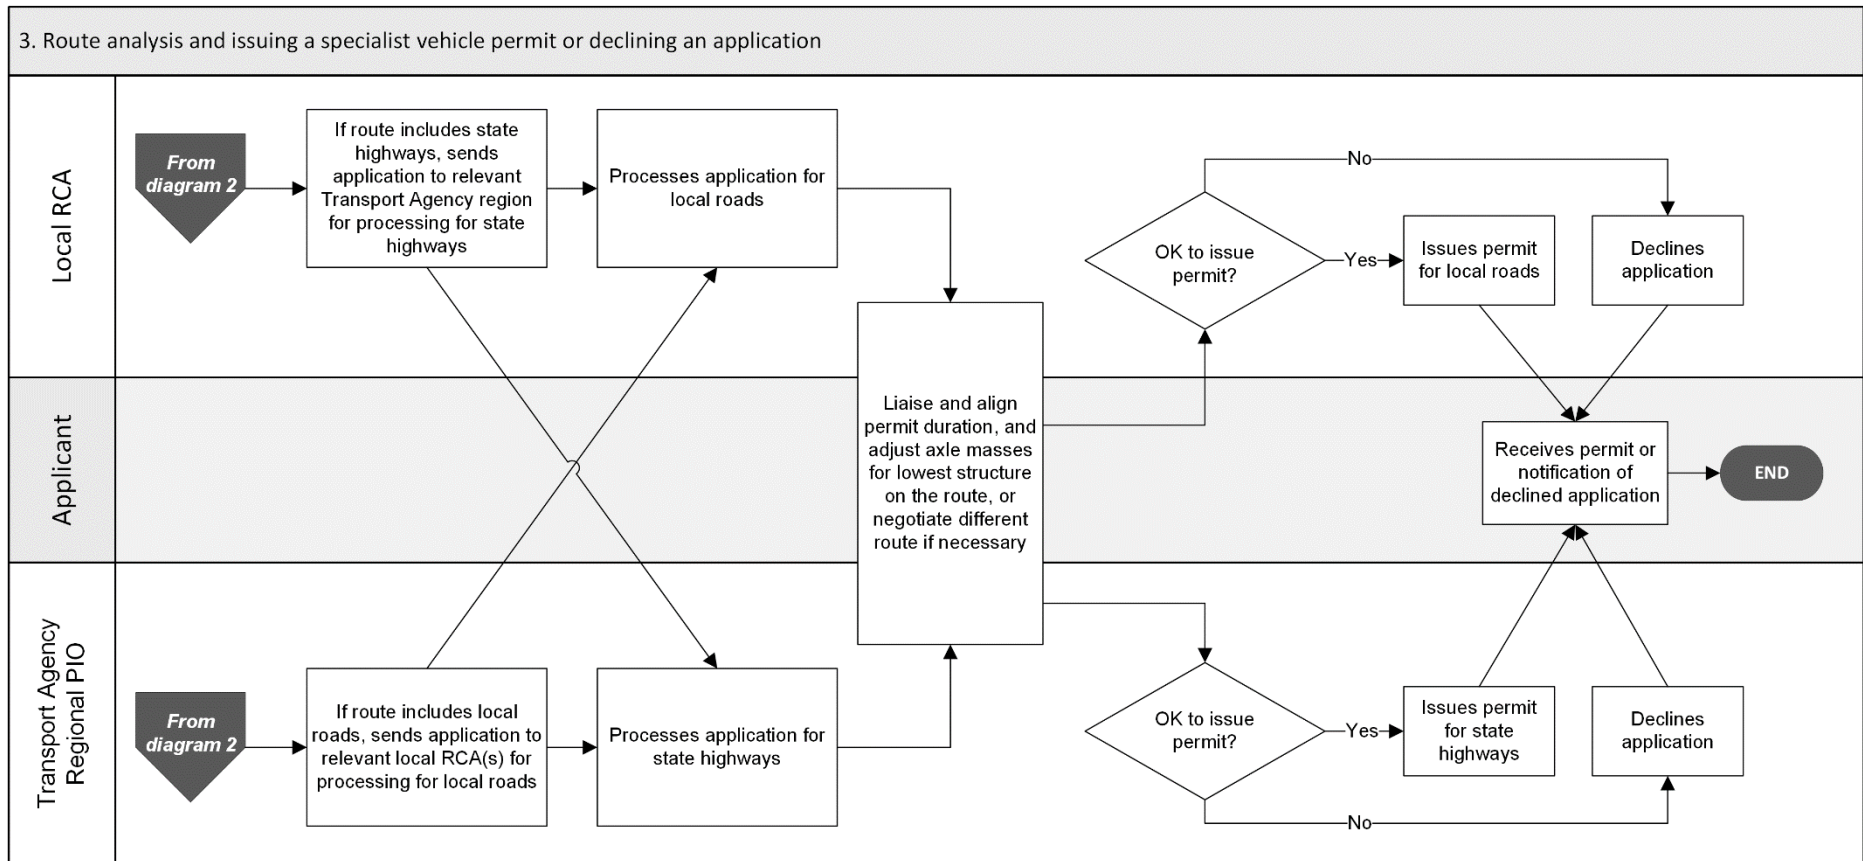 3. Route analysis and issuing a specialist vehicle permit or declining an application
Local RCA
From
diagram 2
If route includes state
highways, sends
application to relevant
Transport Agency region
for processing for state
highways
Processes application for
local roads
OK to issue
permit?
No
Yes
Issues permit
for local roads
Declines
application
Applicant
Liaise and align
permit duration, and
adjust axle masses
for lowest structure
on the route, or
negotiate different
route if necessary
Receives permit or
notification of
declined application
END
Transport Agency
Regional PIO
From
diagram 2
If route includes local
roads, sends application to
relevant local RCA(s) for
processing for local roads
Processes application for
state highways
OK to issue
permit?
Yes
Issues permit
for state
highways
Declines
application
No